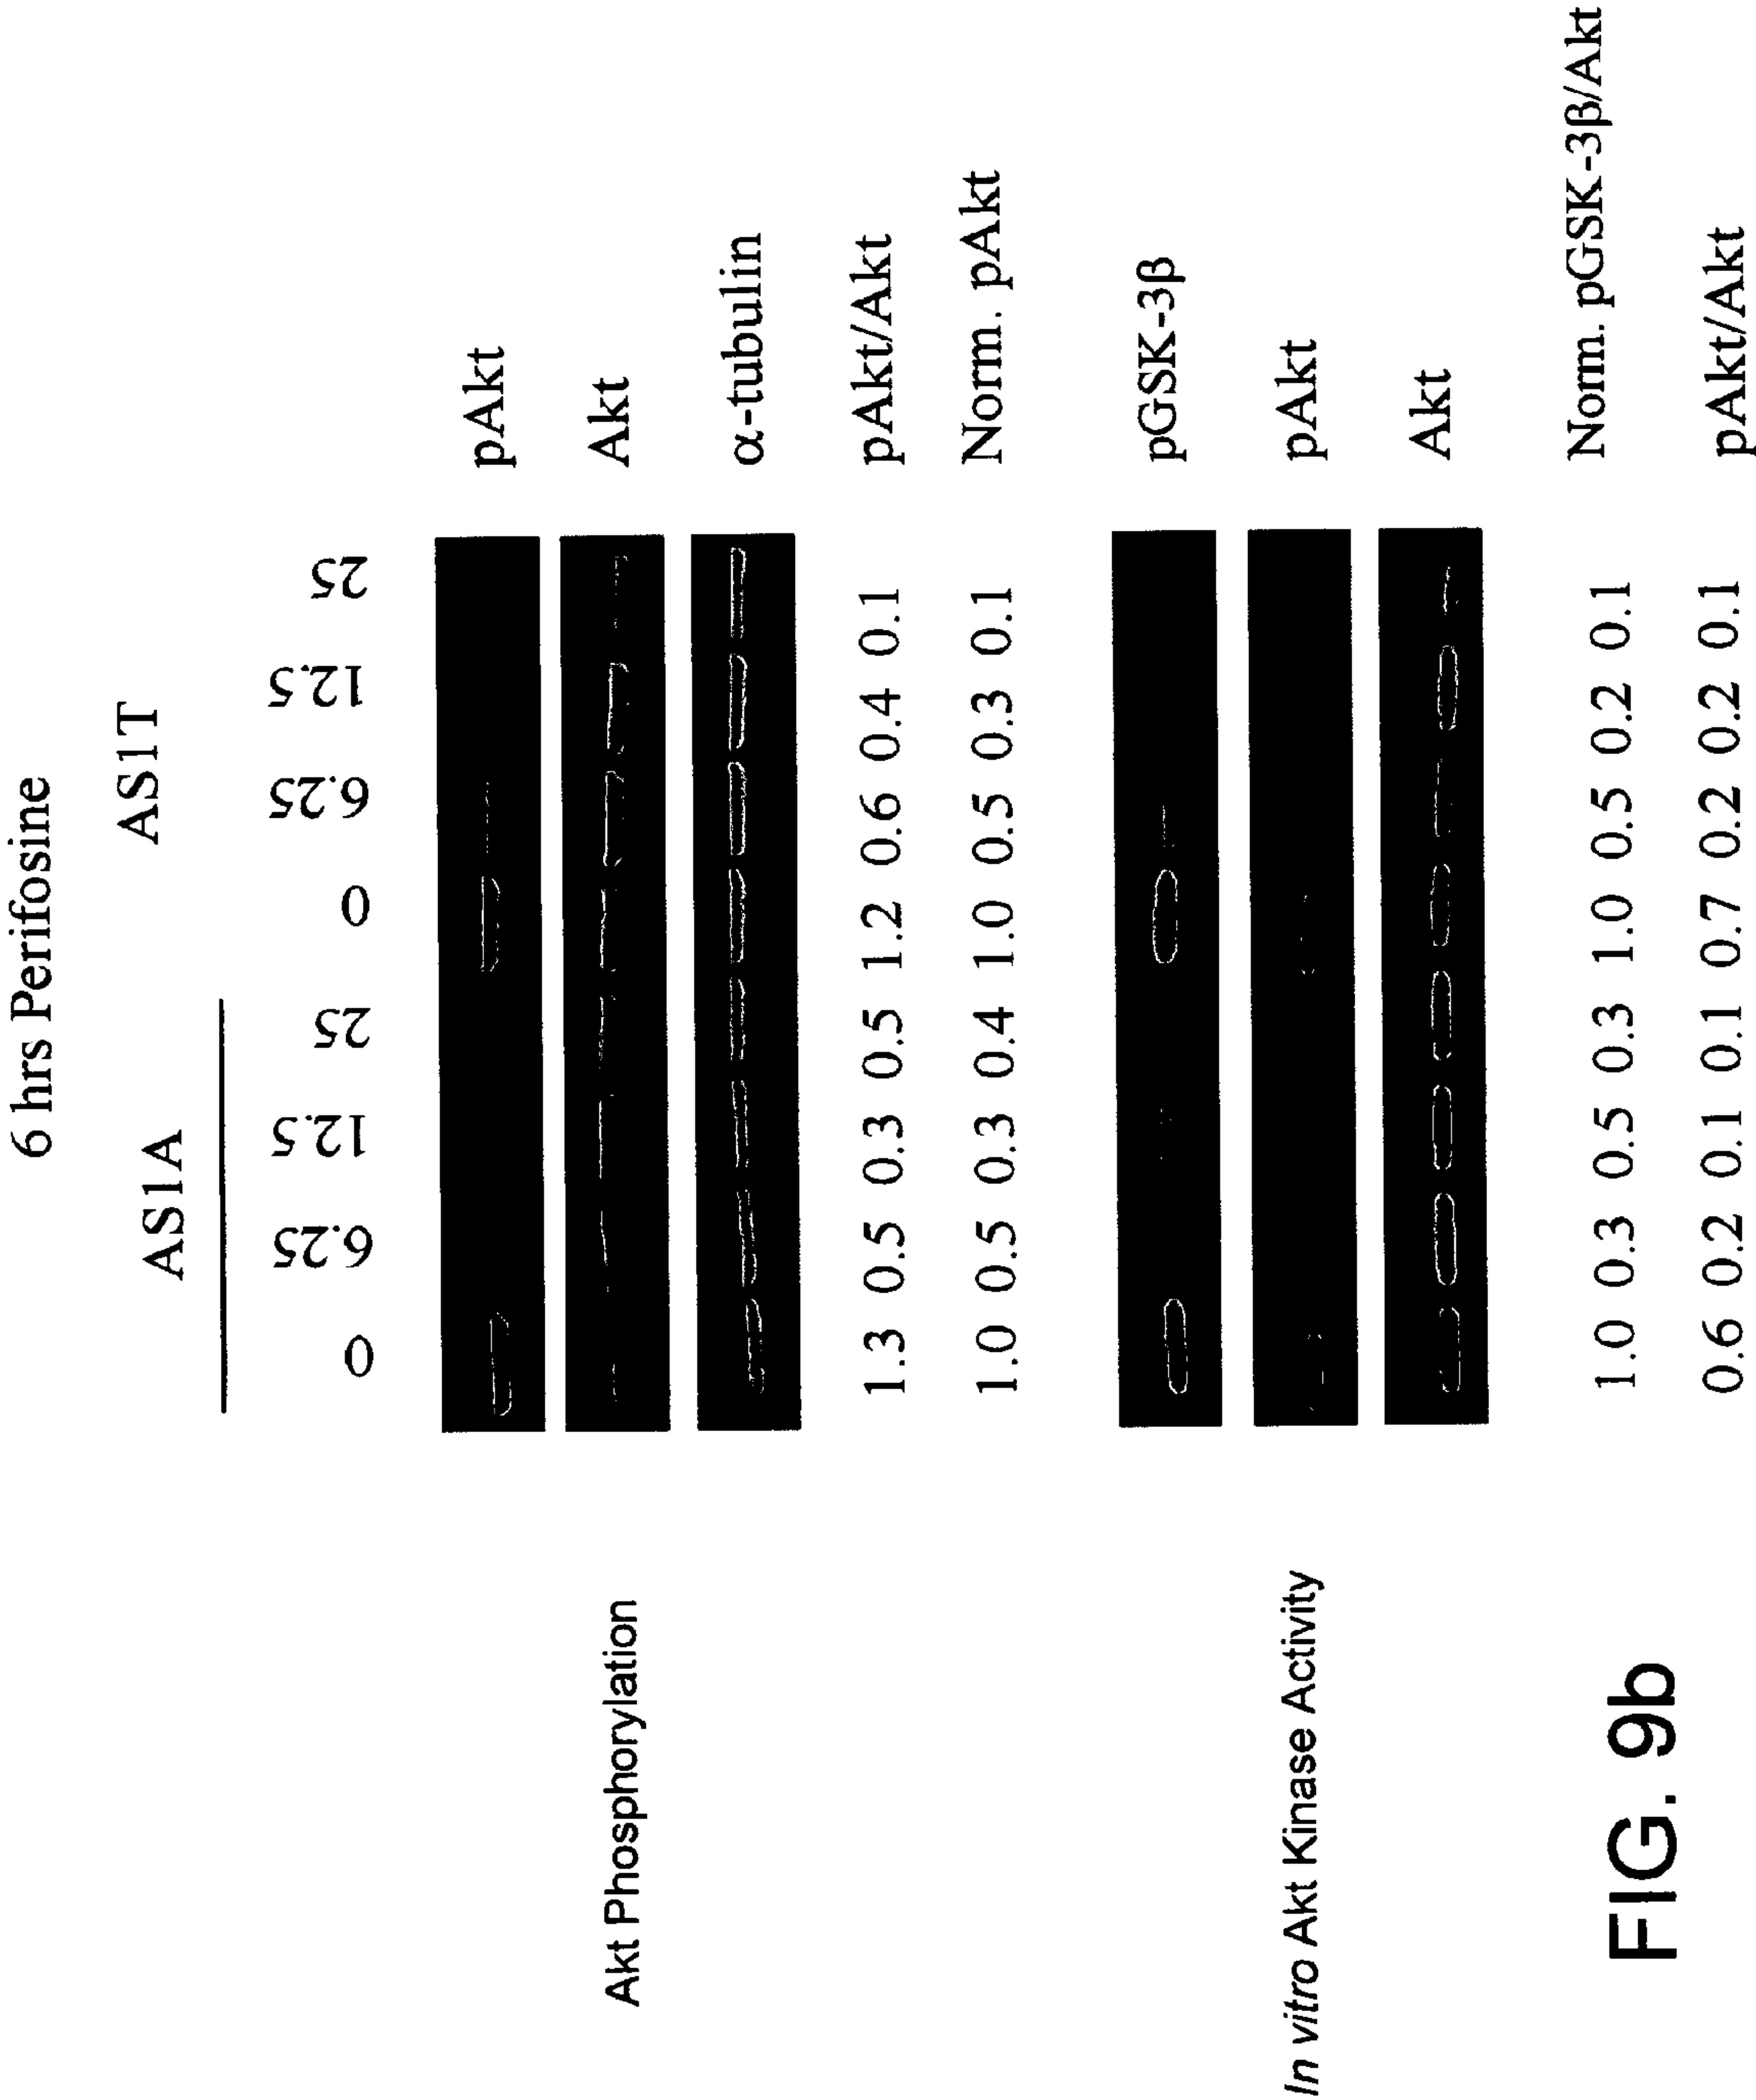 6 hrs Perifosine
AS1A AS1T
0 6.25 12.5 25 0 6.25 12.5 25
pAkt
Akt Phosphorylation Akt
α-tubulin
1.3 0.5 0.3 0.5 1.2 0.6 0.4 0.1 pAkt/Akt
1.0 0.5 0.3 0.4 1.0 0.5 0.3 0.1 Norm. pAkt
pGSK-3β
In vitro Akt Kinase Activity pAkt
Akt
1.0 0.3 0.5 0.3 1.0 0.5 0.2 0.1 Norm. pGSK-3β/Akt
0.6 0.2 0.1 0.1 0.7 0.2 0.2 0.1 pAkt/Akt
FIG. 9b